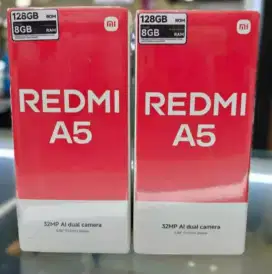 128GB ROM
8GB RAM
mi
REDMI
A5
32MP AI dual camera
128GB ROM
8GB RAM
mi
REDMI
A5
32MP AI dual camera